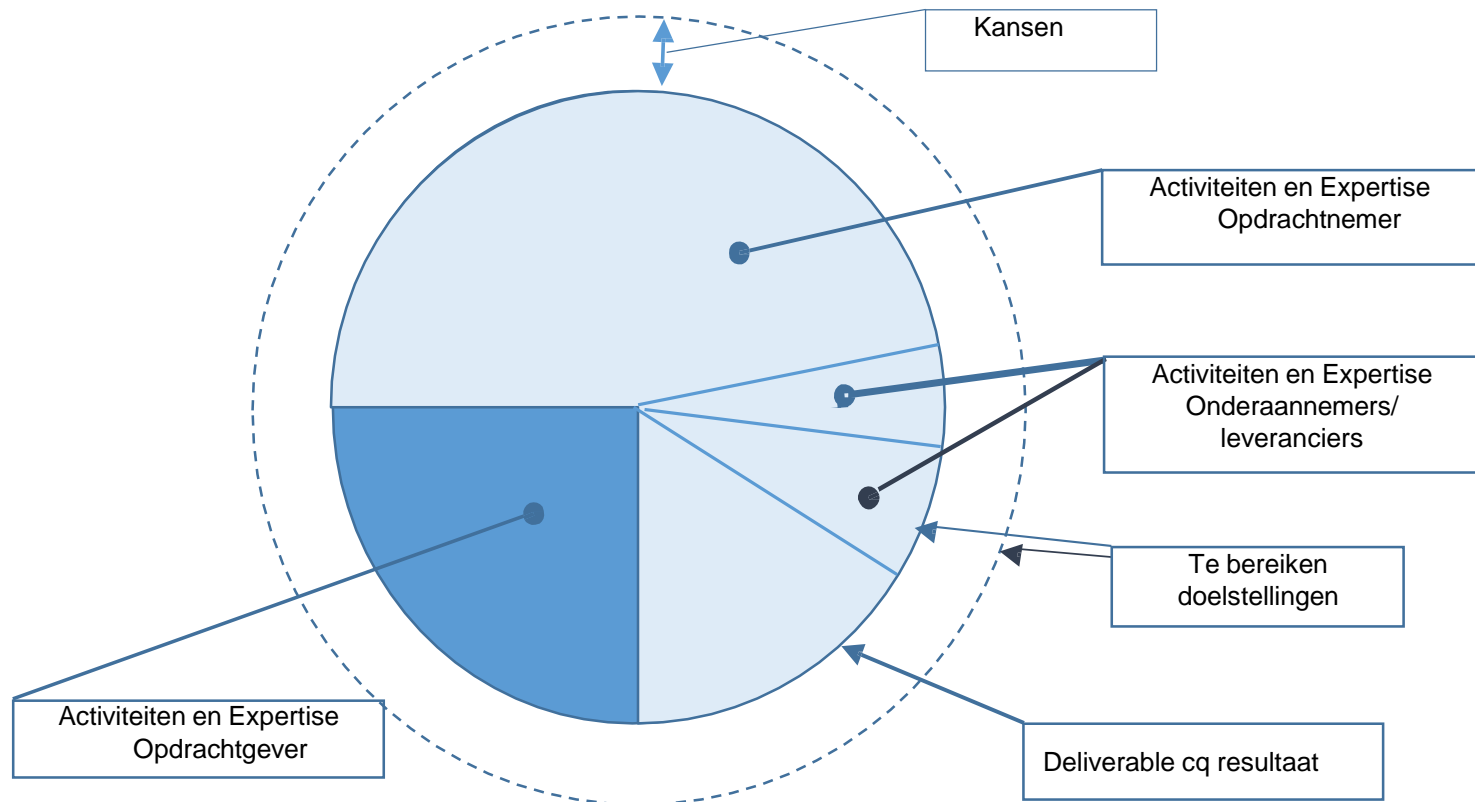 Kansen
Activiteiten en Expertise
Opdrachtnemer
Activiteiten en Expertise
Onderaannemers/
leveranciers
Te bereiken
doelstellingen
Activiteiten en Expertise
Opdrachtgever
Deliverable cq resultaat